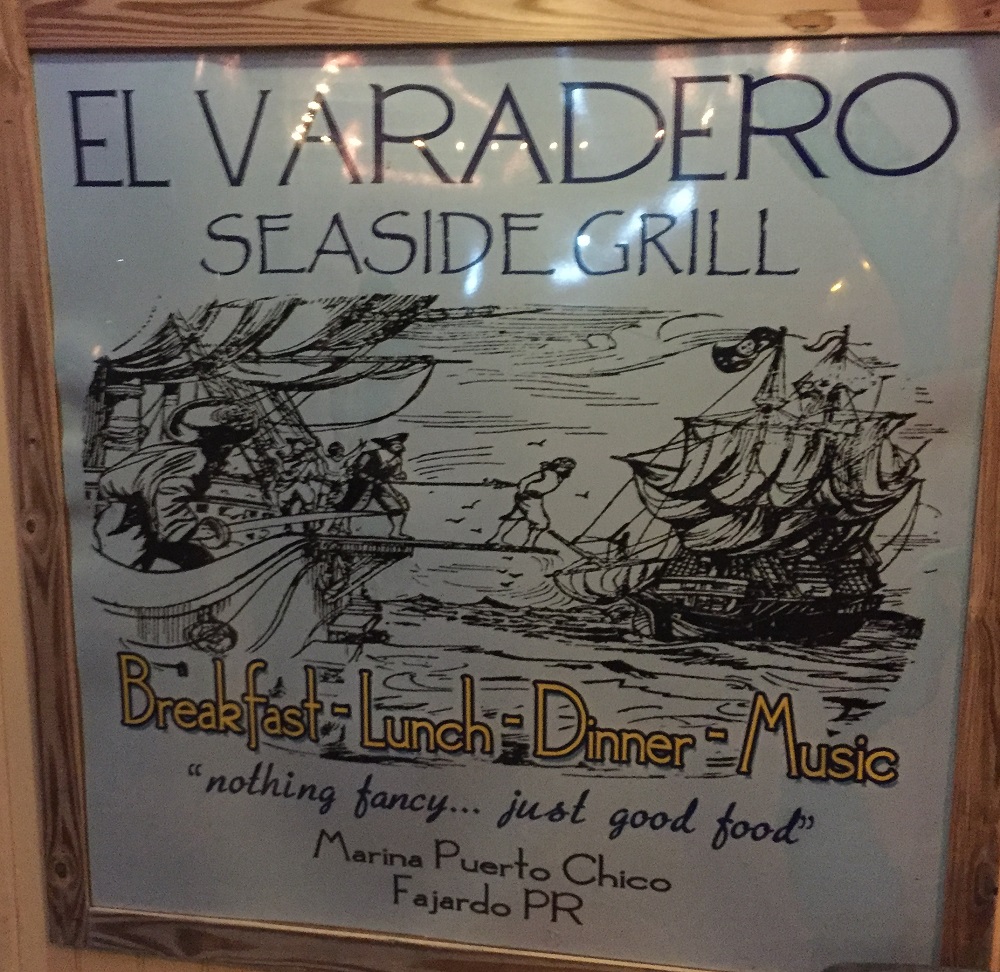 EL VARADERO
SEASIDE GRILL
Breakfast - Lunch - Dinner - Music
“nothing fancy... just good food”
Marina Puerto Chico
Fajardo PR